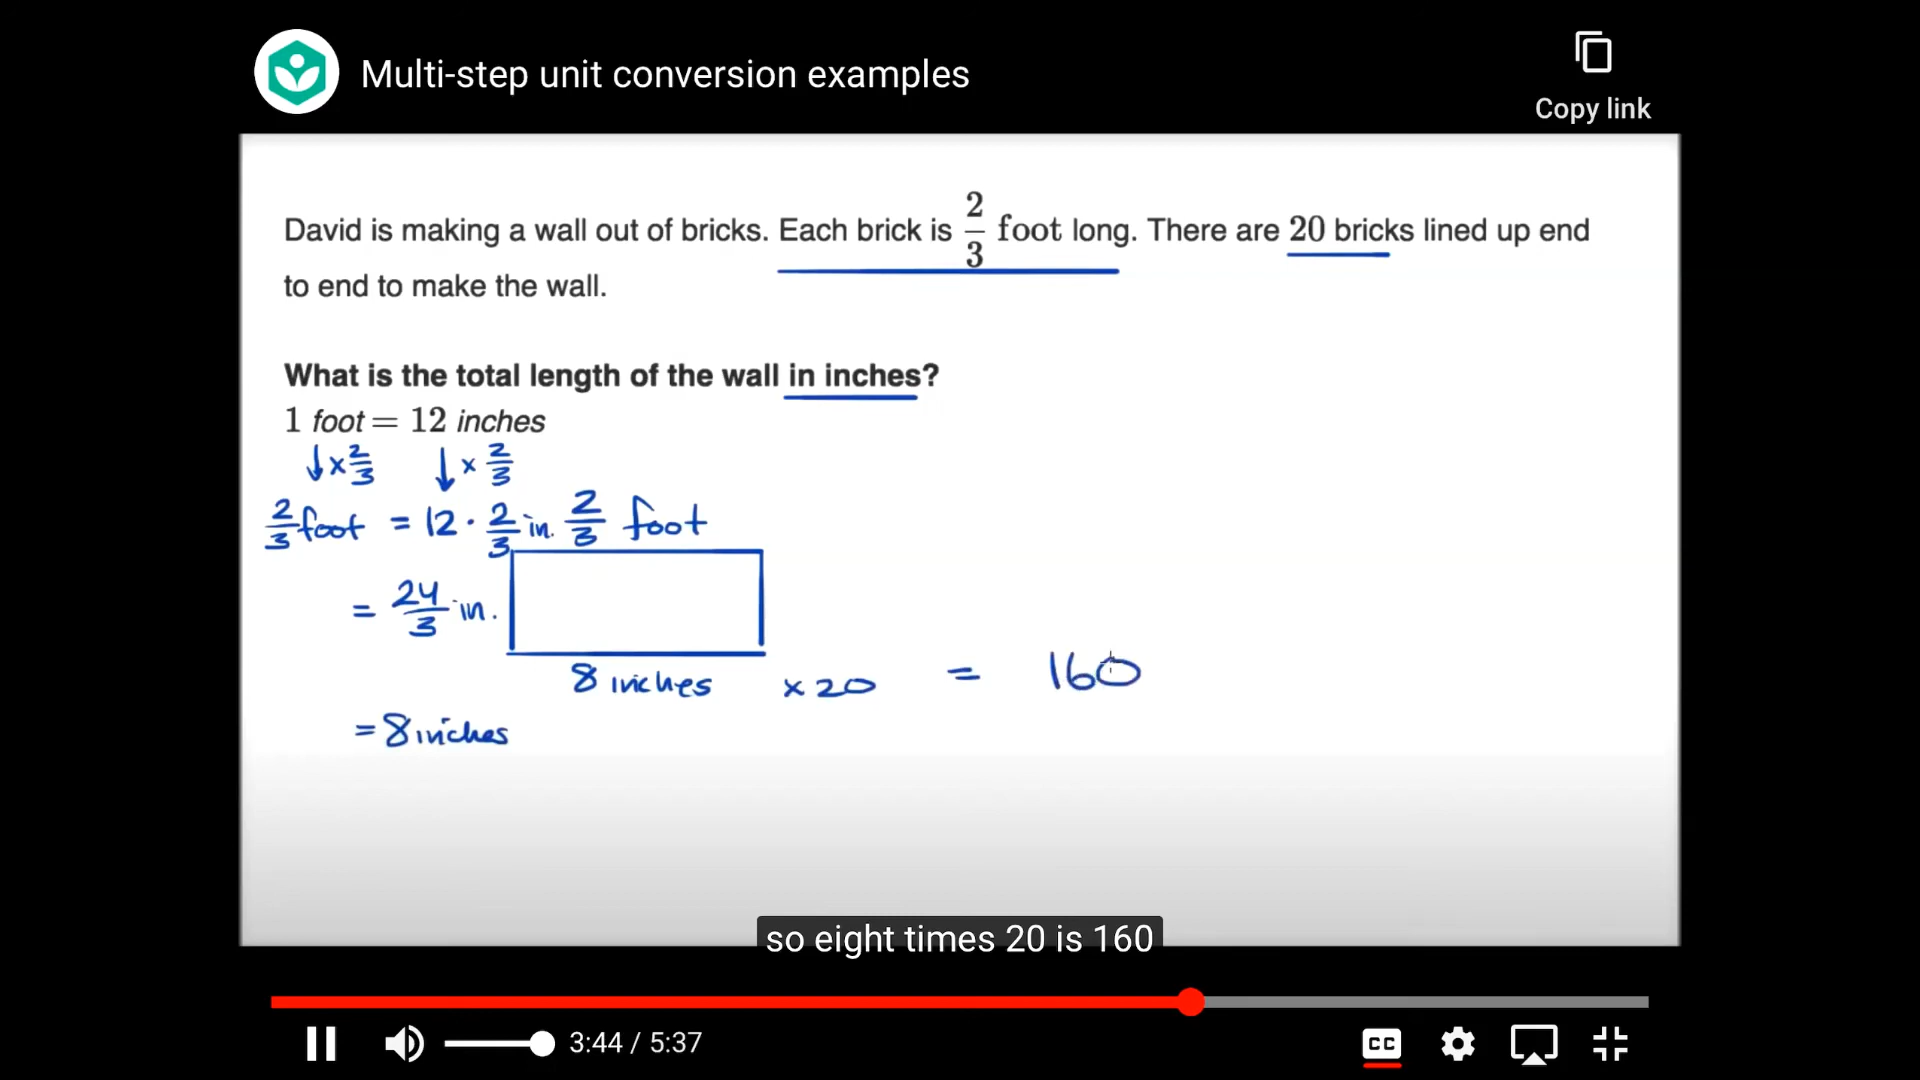 Multi-step unit conversion examples
Copy link
David is making a wall out of bricks. Each brick is 2/3 foot long. There are 20 bricks lined up end
to end to make the wall.
What is the total length of the wall in inches?
1 foot = 12 inches
↓ × 2/3 ↓ × 2/3
2/3 foot = 12 · 2/3 in. 2/3 foot
= 24/3 in.
8 inches × 20 = 160
= 8 inches
so eight times 20 is 160
3:44 / 5:37
CC